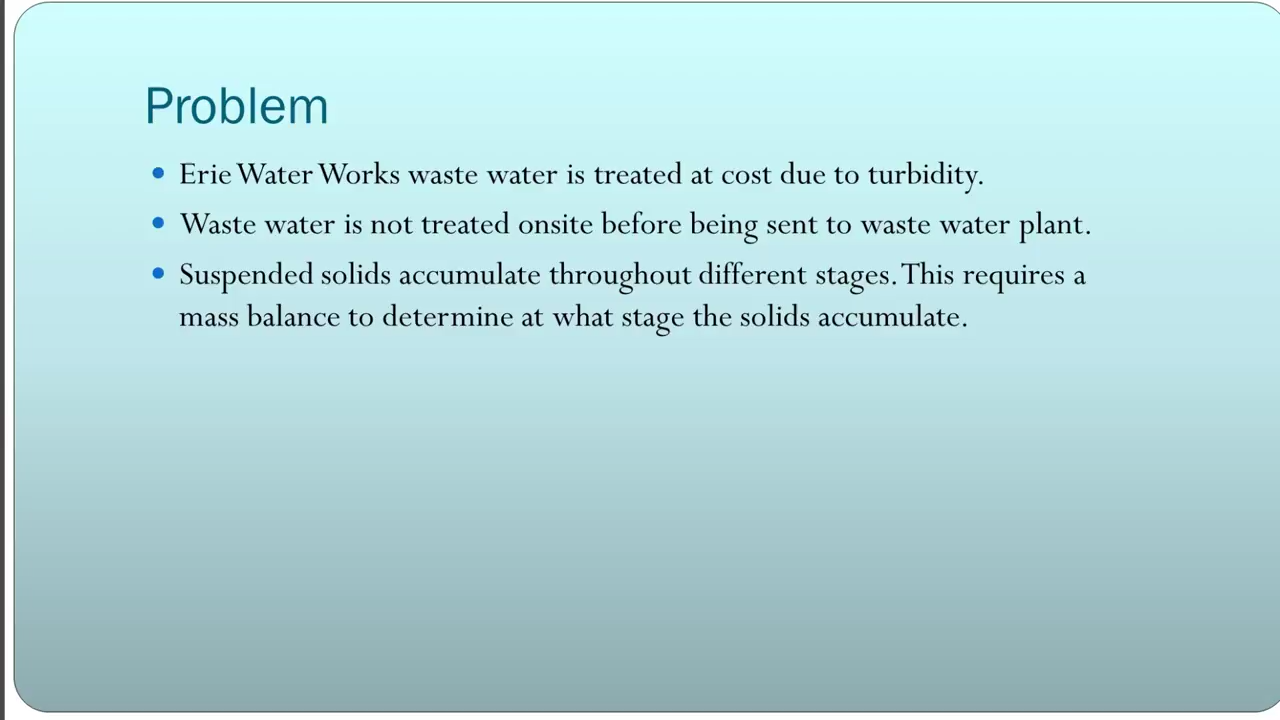 Problem
• Erie Water Works waste water is treated at cost due to turbidity.
• Waste water is not treated onsite before being sent to waste water plant.
• Suspended solids accumulate throughout different stages. This requires a
mass balance to determine at what stage the solids accumulate.